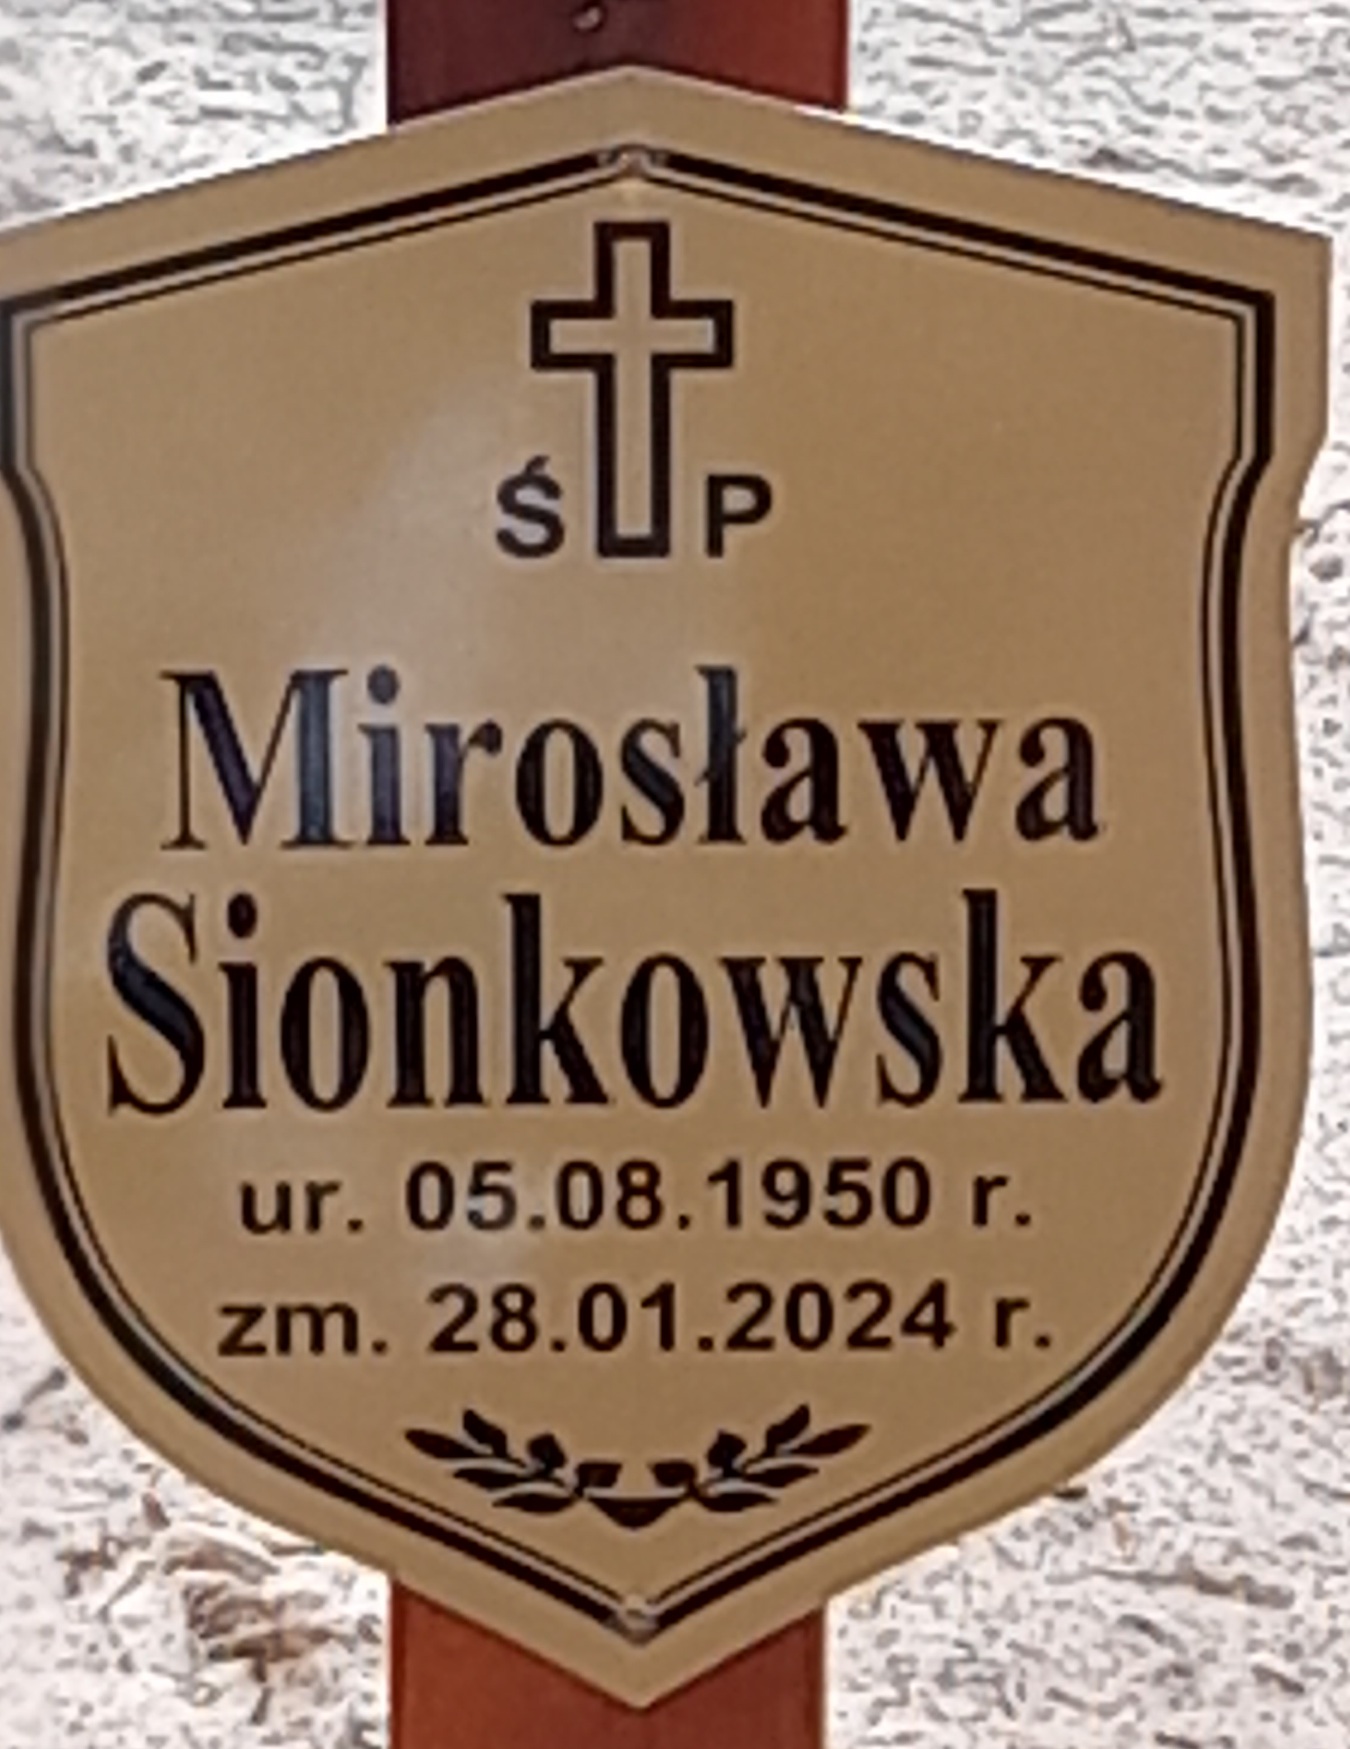 Ś P
Mirosława
Sionkowska
ur. 05.08.1950 r.
zm. 28.01.2024 r.